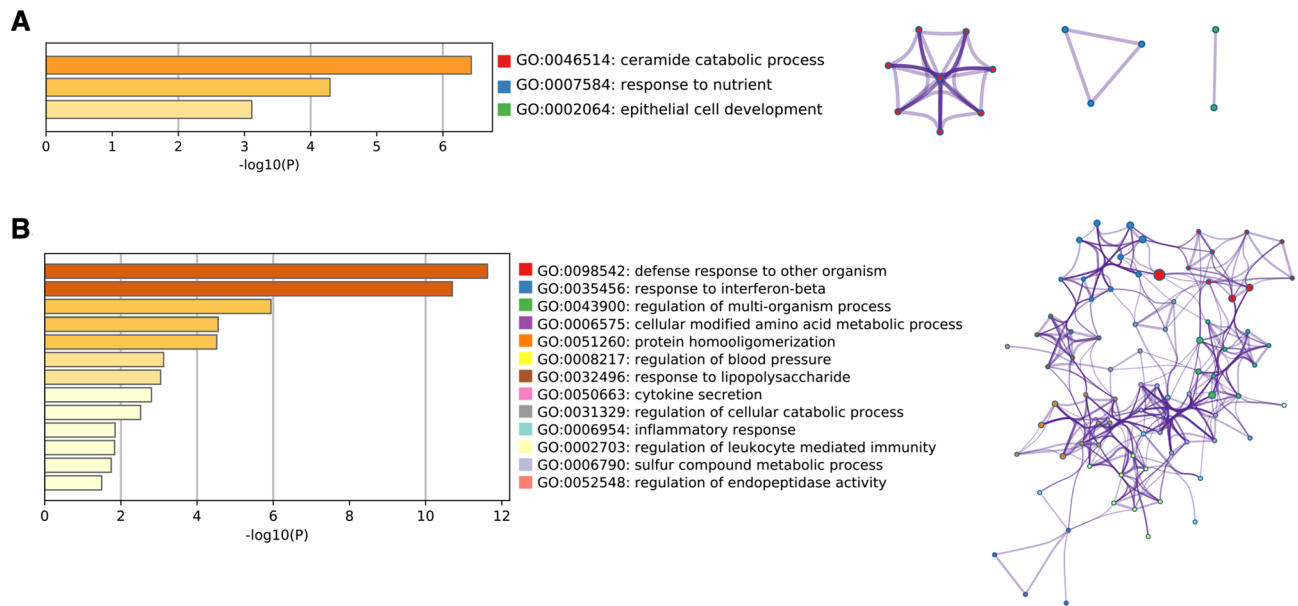 A
GO:0046514: ceramide catabolic process
GO:0007584: response to nutrient
GO:0002064: epithelial cell development
0 1 2 3 4 5 6
-log10(P)
B
GO:0098542: defense response to other organism
GO:0035456: response to interferon-beta
GO:0043900: regulation of multi-organism process
GO:0006575: cellular modified amino acid metabolic process
GO:0051260: protein homooligomerization
GO:0008217: regulation of blood pressure
GO:0032496: response to lipopolysaccharide
GO:0050663: cytokine secretion
GO:0031329: regulation of cellular catabolic process
GO:0006954: inflammatory response
GO:0002703: regulation of leukocyte mediated immunity
GO:0006790: sulfur compound metabolic process
GO:0052548: regulation of endopeptidase activity
0 2 4 6 8 10 12
-log10(P)